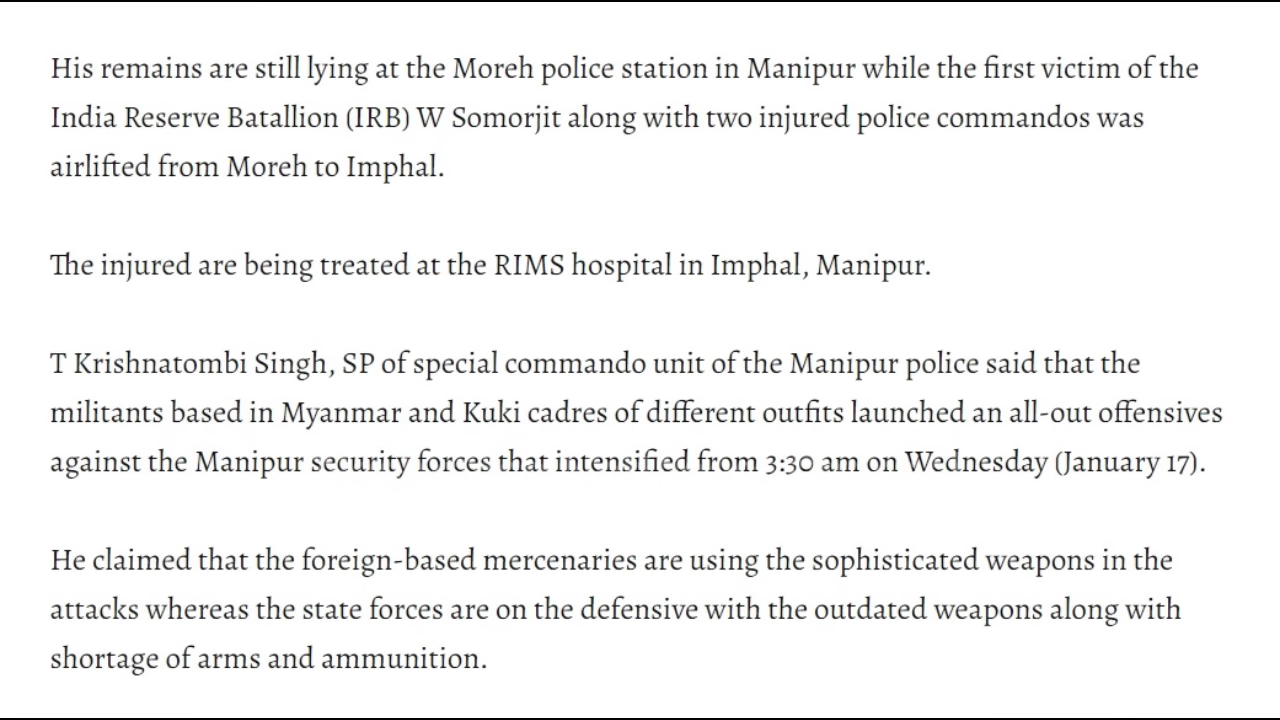 His remains are still lying at the Moreh police station in Manipur while the first victim of the
India Reserve Batallion (IRB) W Somorjit along with two injured police commandos was
airlifted from Moreh to Imphal.
The injured are being treated at the RIMS hospital in Imphal, Manipur.
T Krishnatombi Singh, SP of special commando unit of the Manipur police said that the
militants based in Myanmar and Kuki cadres of different outfits launched an all-out offensives
against the Manipur security forces that intensified from 3:30 am on Wednesday (January 17).
He claimed that the foreign-based mercenaries are using the sophisticated weapons in the
attacks whereas the state forces are on the defensive with the outdated weapons along with
shortage of arms and ammunition.